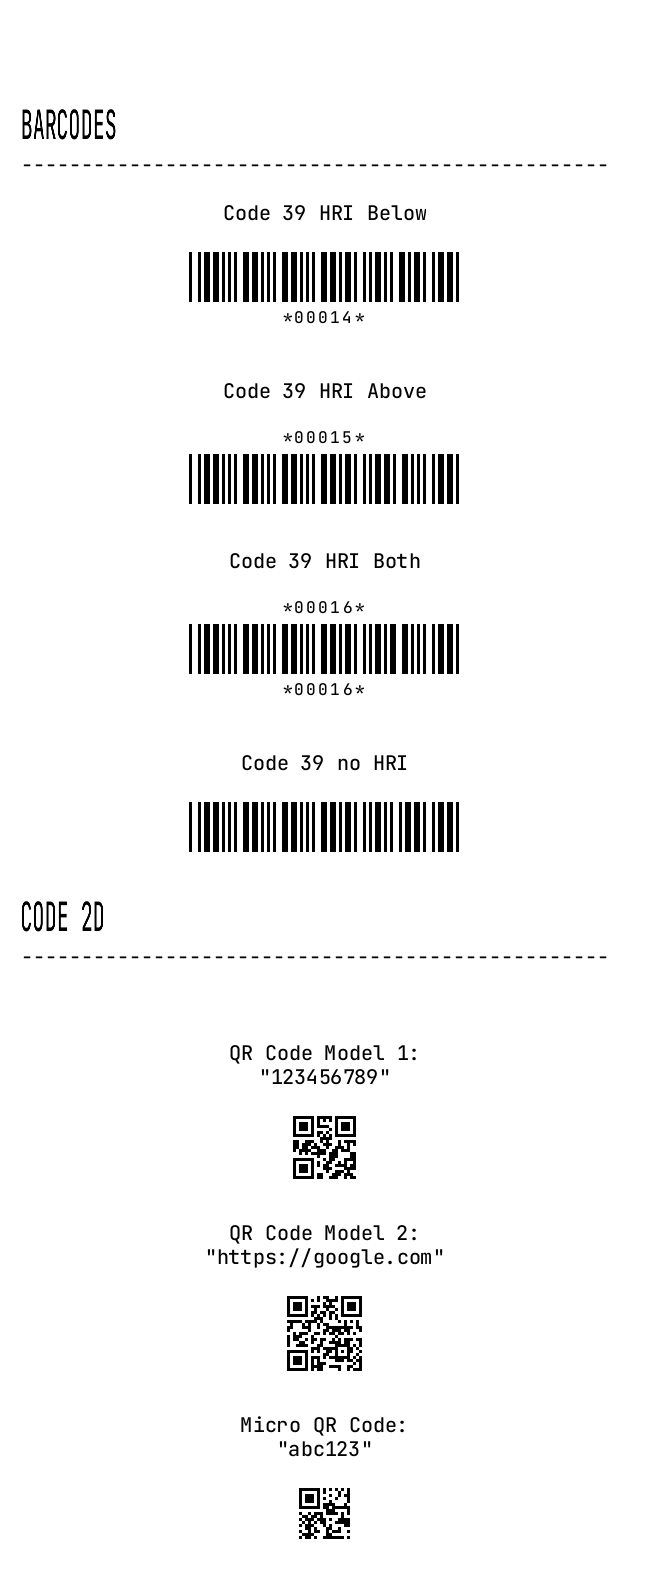 BARCODES
-------------------------------------------------
Code 39 HRI Below
*00014*
Code 39 HRI Above
*00015*
Code 39 HRI Both
*00016*
*00016*
Code 39 no HRI
CODE 2D
-------------------------------------------------
QR Code Model 1:
"123456789"
QR Code Model 2:
"https://google.com"
Micro QR Code:
"abc123"